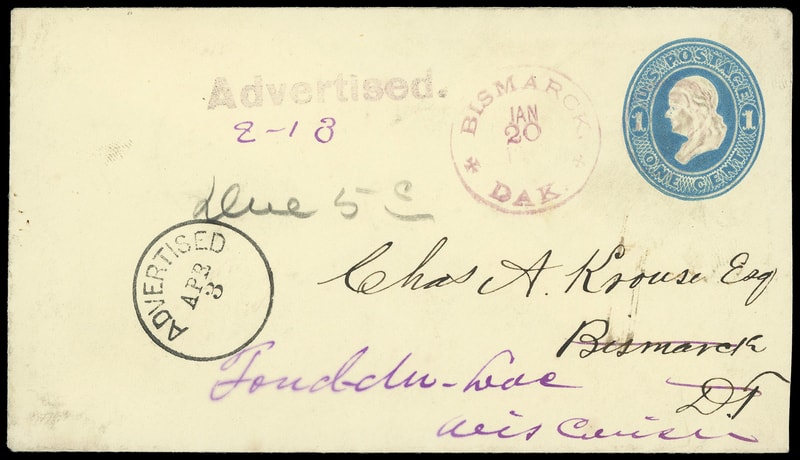 Advertised.
2-13
BISMARCK.
JAN
20
DAK.
U.S. POSTAGE
1 1
ONE CENT
Due 5c
ADVERTISED
APR
3
Chas A. Krouse Esq
Bismarck
D.T
Fond-du-Lac
Wisconsin